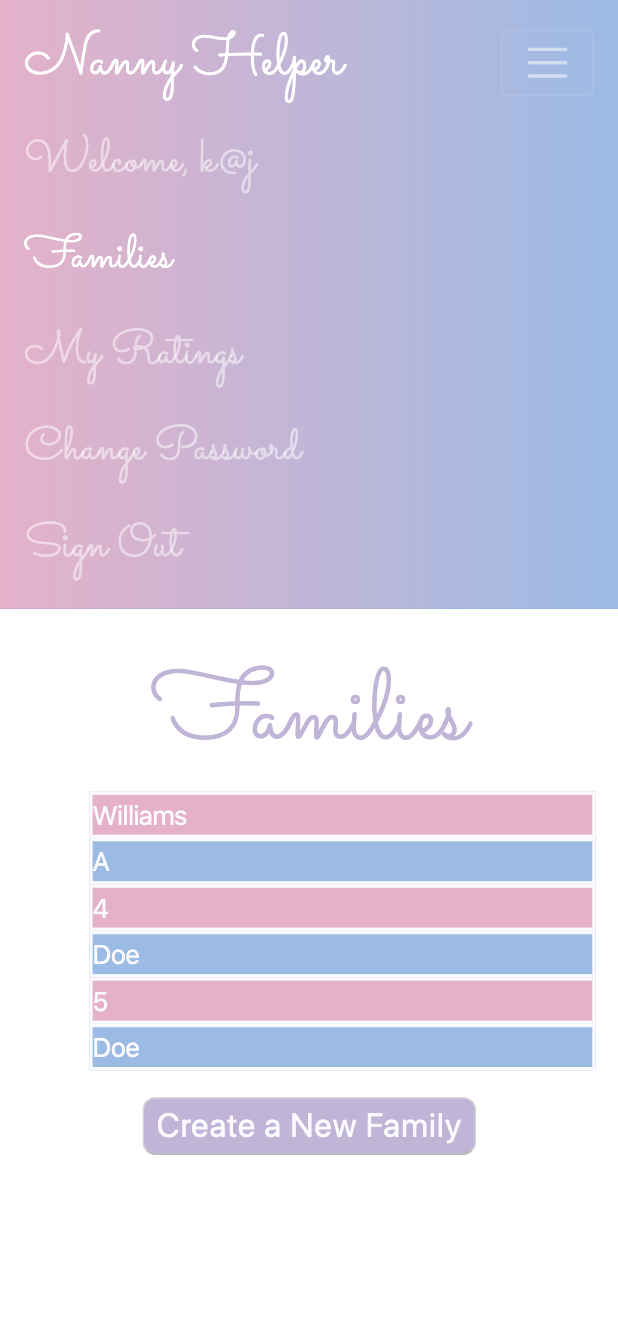 Nanny Helper
Welcome, k@j
Families
My Ratings
Change Password
Sign Out
Families
Williams
A
4
Doe
5
Doe
Create a New Family